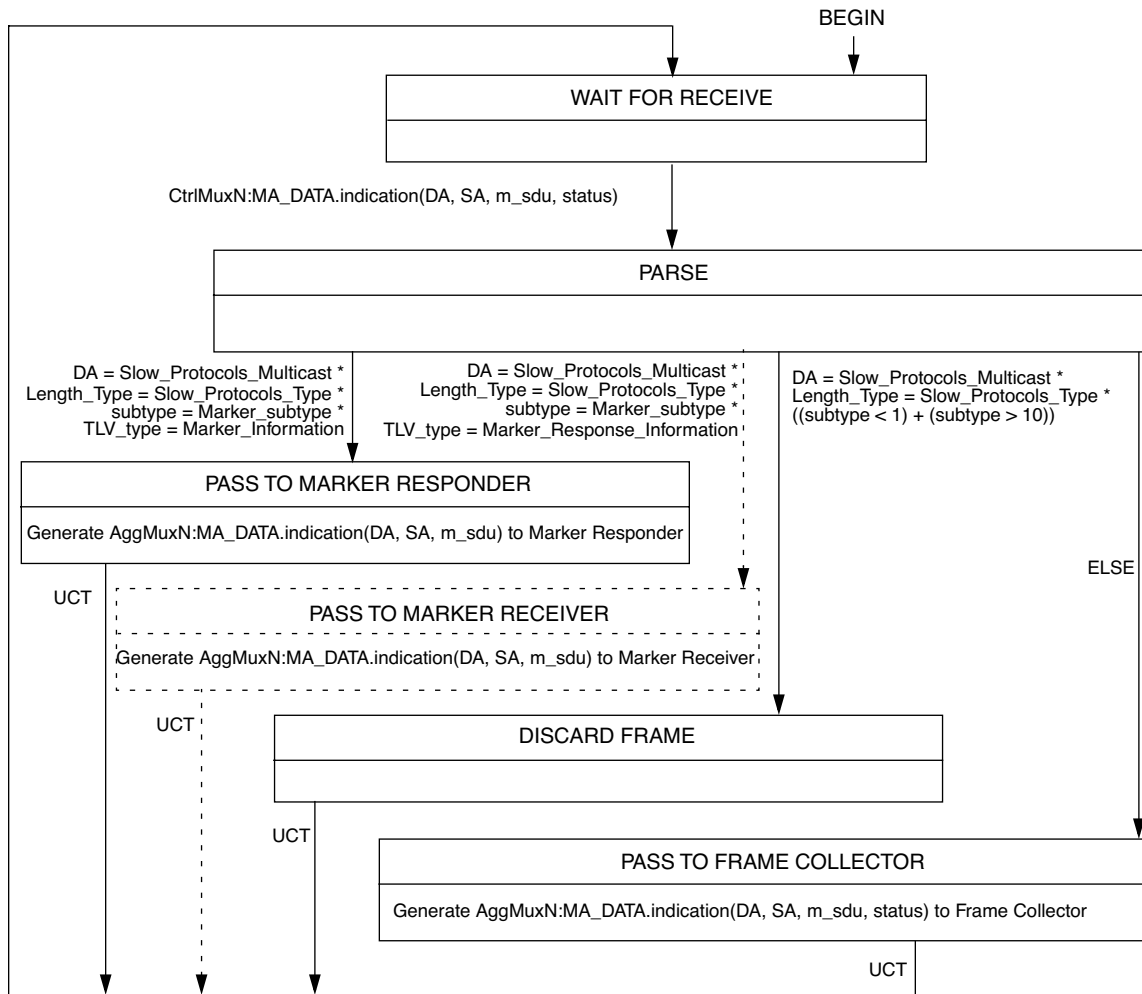 BEGIN
WAIT FOR RECEIVE
CtrlMuxN:MA_DATA.indication(DA, SA, m_sdu, status)
PARSE
DA = Slow_Protocols_Multicast *
Length_Type = Slow_Protocols_Type *
subtype = Marker_subtype *
TLV_type = Marker_Information
DA = Slow_Protocols_Multicast *
Length_Type = Slow_Protocols_Type *
subtype = Marker_subtype *
TLV_type = Marker_Response_Information
DA = Slow_Protocols_Multicast *
Length_Type = Slow_Protocols_Type *
((subtype < 1) + (subtype > 10))
PASS TO MARKER RESPONDER
Generate AggMuxN:MA_DATA.indication(DA, SA, m_sdu) to Marker Responder
ELSE
UCT
PASS TO MARKER RECEIVER
Generate AggMuxN:MA_DATA.indication(DA, SA, m_sdu) to Marker Receiver
UCT
DISCARD FRAME
UCT
PASS TO FRAME COLLECTOR
Generate AggMuxN:MA_DATA.indication(DA, SA, m_sdu, status) to Frame Collector
UCT